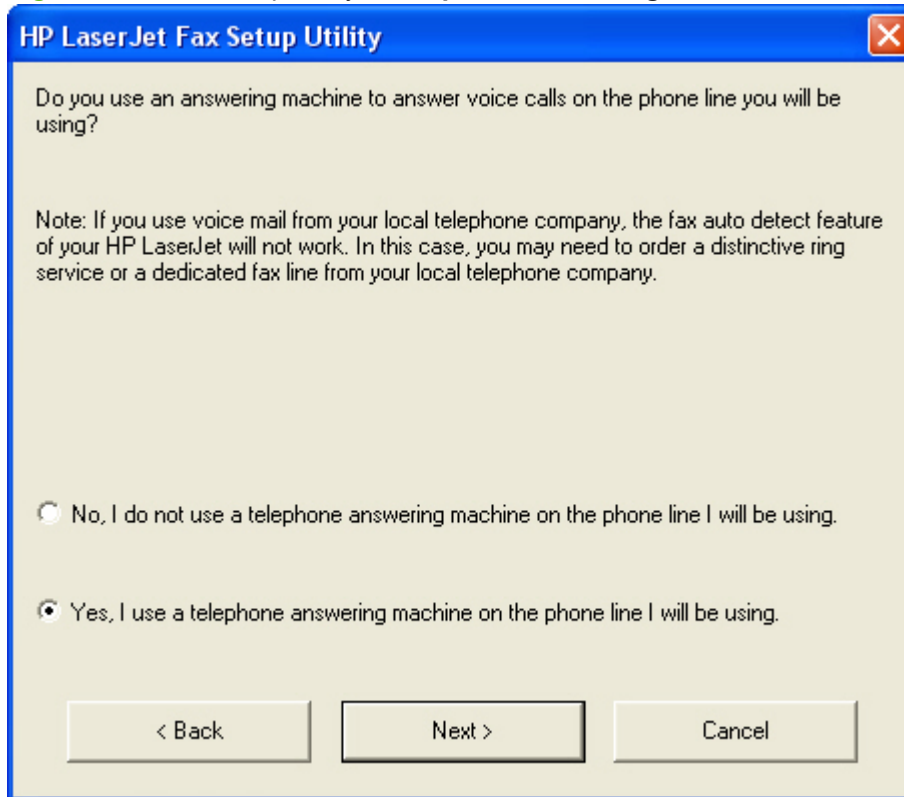 HP LaserJet Fax Setup Utility
Do you use an answering machine to answer voice calls on the phone line you will be
using?
Note: If you use voice mail from your local telephone company, the fax auto detect feature
of your HP LaserJet will not work. In this case, you may need to order a distinctive ring
service or a dedicated fax line from your local telephone company.
No, I do not use a telephone answering machine on the phone line I will be using.
Yes, I use a telephone answering machine on the phone line I will be using.
< Back
Next >
Cancel